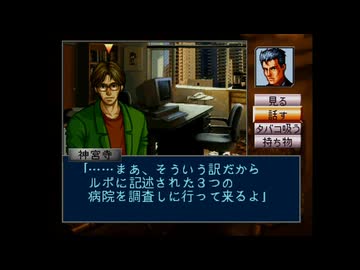 見る
話す
タバコ吸う
持ち物
神宮寺
「……まあ、そういう訳だから
ルポに記述された３つの
病院を調査しに行って来るよ」